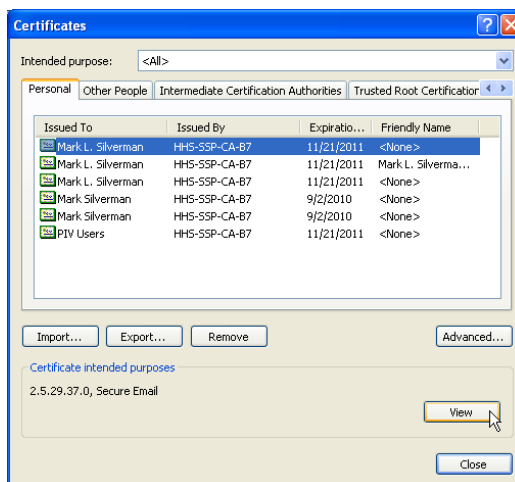 Certificates
Intended purpose: <All>
Personal Other People Intermediate Certification Authorities Trusted Root Certification
Issued To Issued By Expiratio... Friendly Name
Mark L. Silverman HHS-SSP-CA-B7 11/21/2011 <None>
Mark L. Silverman HHS-SSP-CA-B7 11/21/2011 Mark L. Silverma...
Mark L. Silverman HHS-SSP-CA-B7 11/21/2011 <None>
Mark Silverman HHS-SSP-CA-B7 9/2/2010 <None>
Mark Silverman HHS-SSP-CA-B7 9/2/2010 <None>
PIV Users HHS-SSP-CA-B7 11/21/2011 <None>
Import... Export... Remove Advanced...
Certificate intended purposes
2.5.29.37.0, Secure Email
View
Close